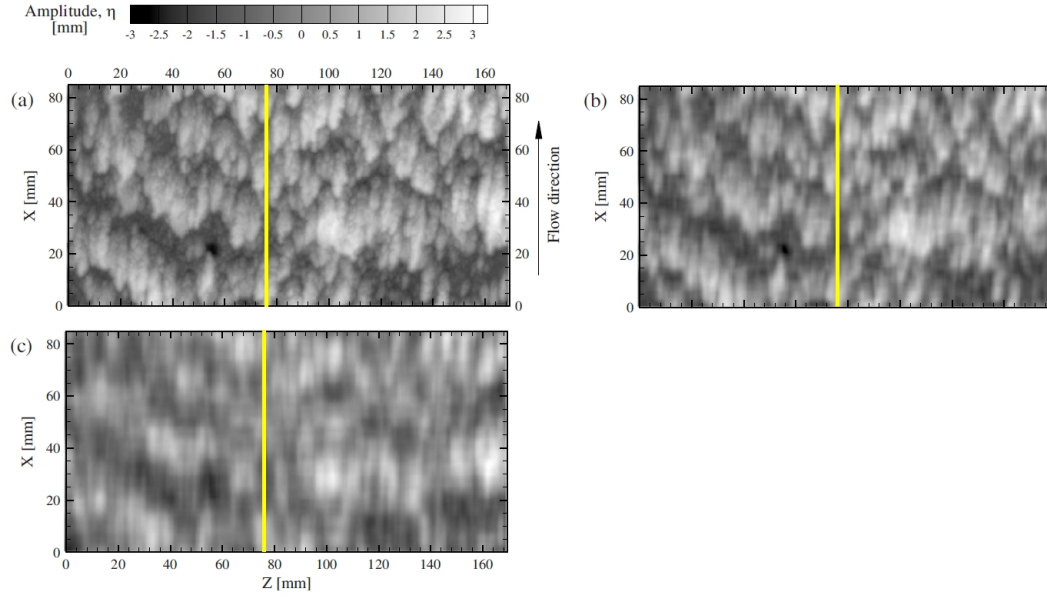 Amplitude, η
[mm]
-3 -2.5 -2 -1.5 -1 -0.5 0 0.5 1 1.5 2 2.5 3
0 20 40 60 80 100 120 140 160
(a)
80
60
40
20
0
X [mm]
80
60
40
20
0
Flow direction
(b)
80
60
40
20
0
X [mm]
(c)
80
60
40
20
0
X [mm]
0 20 40 60 80 100 120 140 160
Z [mm]